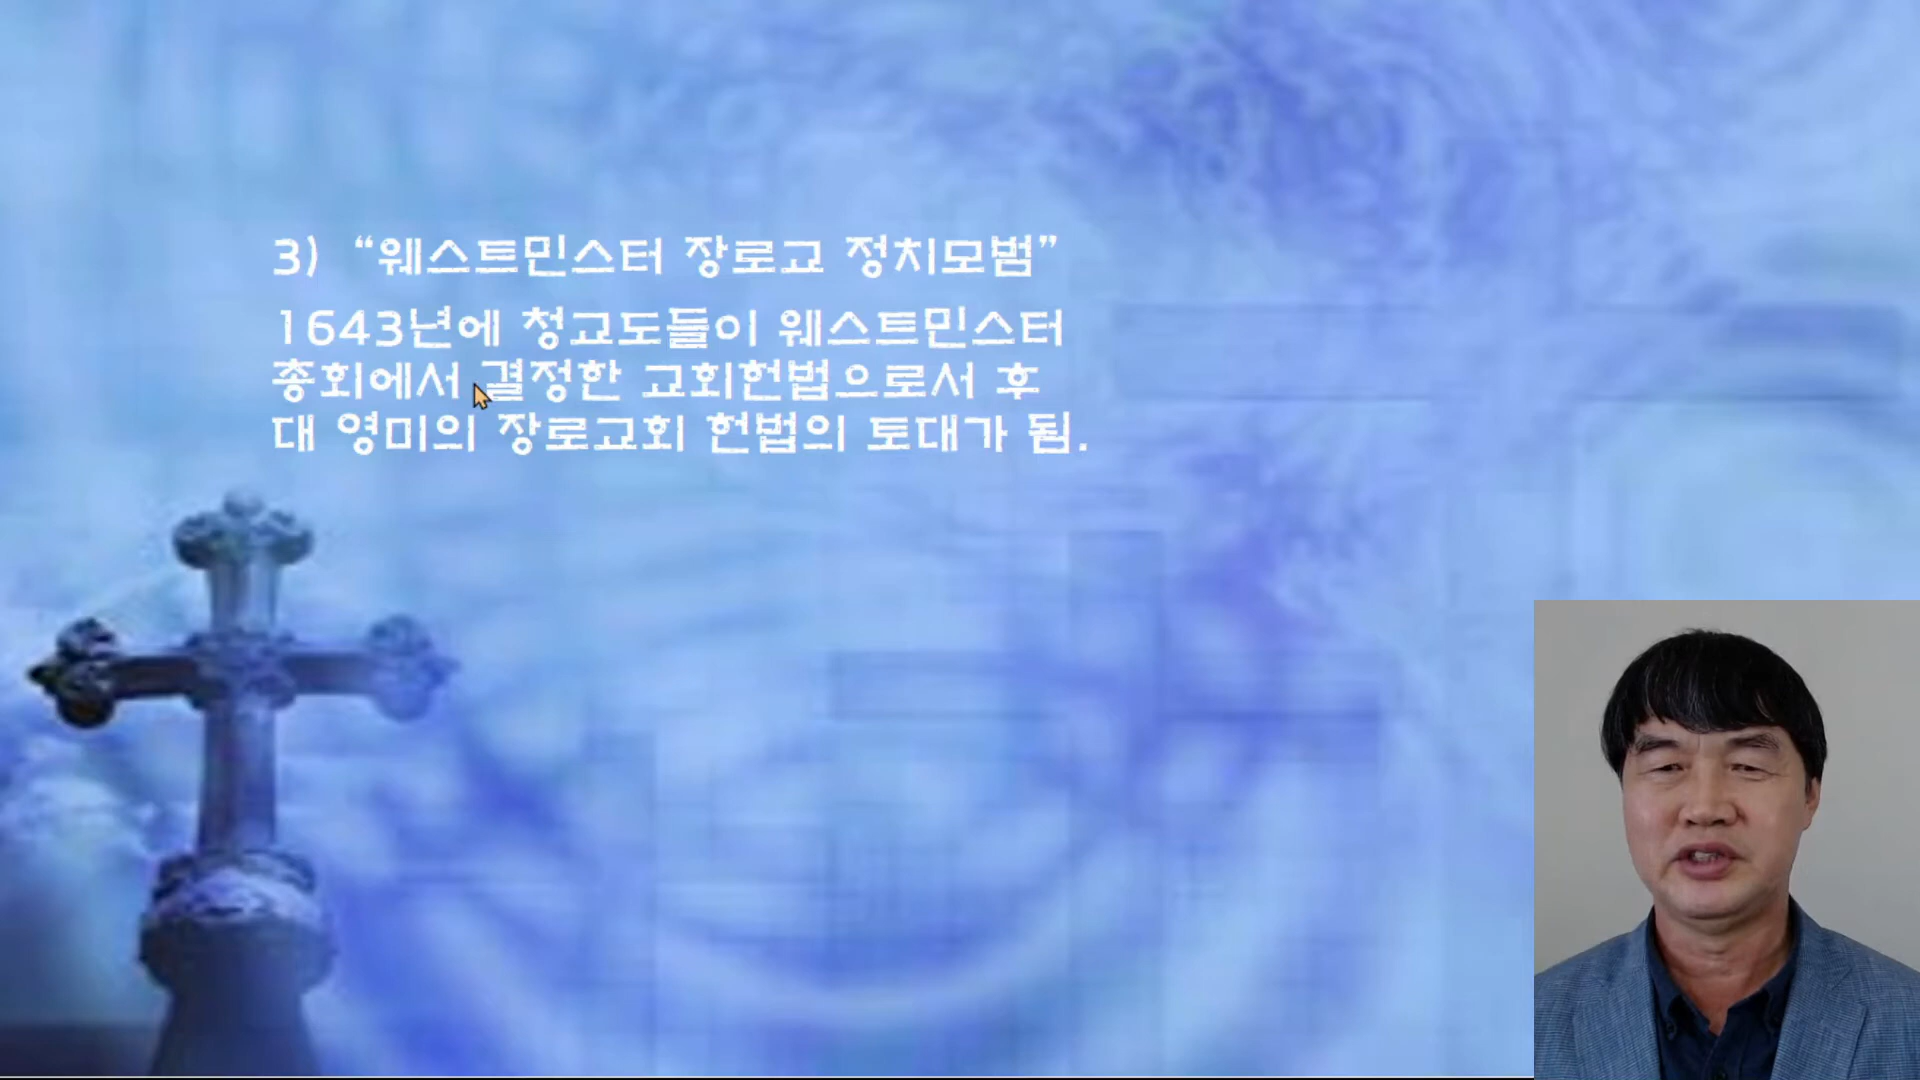 3) “웨스트민스터 장로교 정치모범”
1643년에 청교도들이 웨스트민스터
총회에서 결정한 교회헌법으로서 후
대 영미의 장로교회 헌법의 토대가 됨.